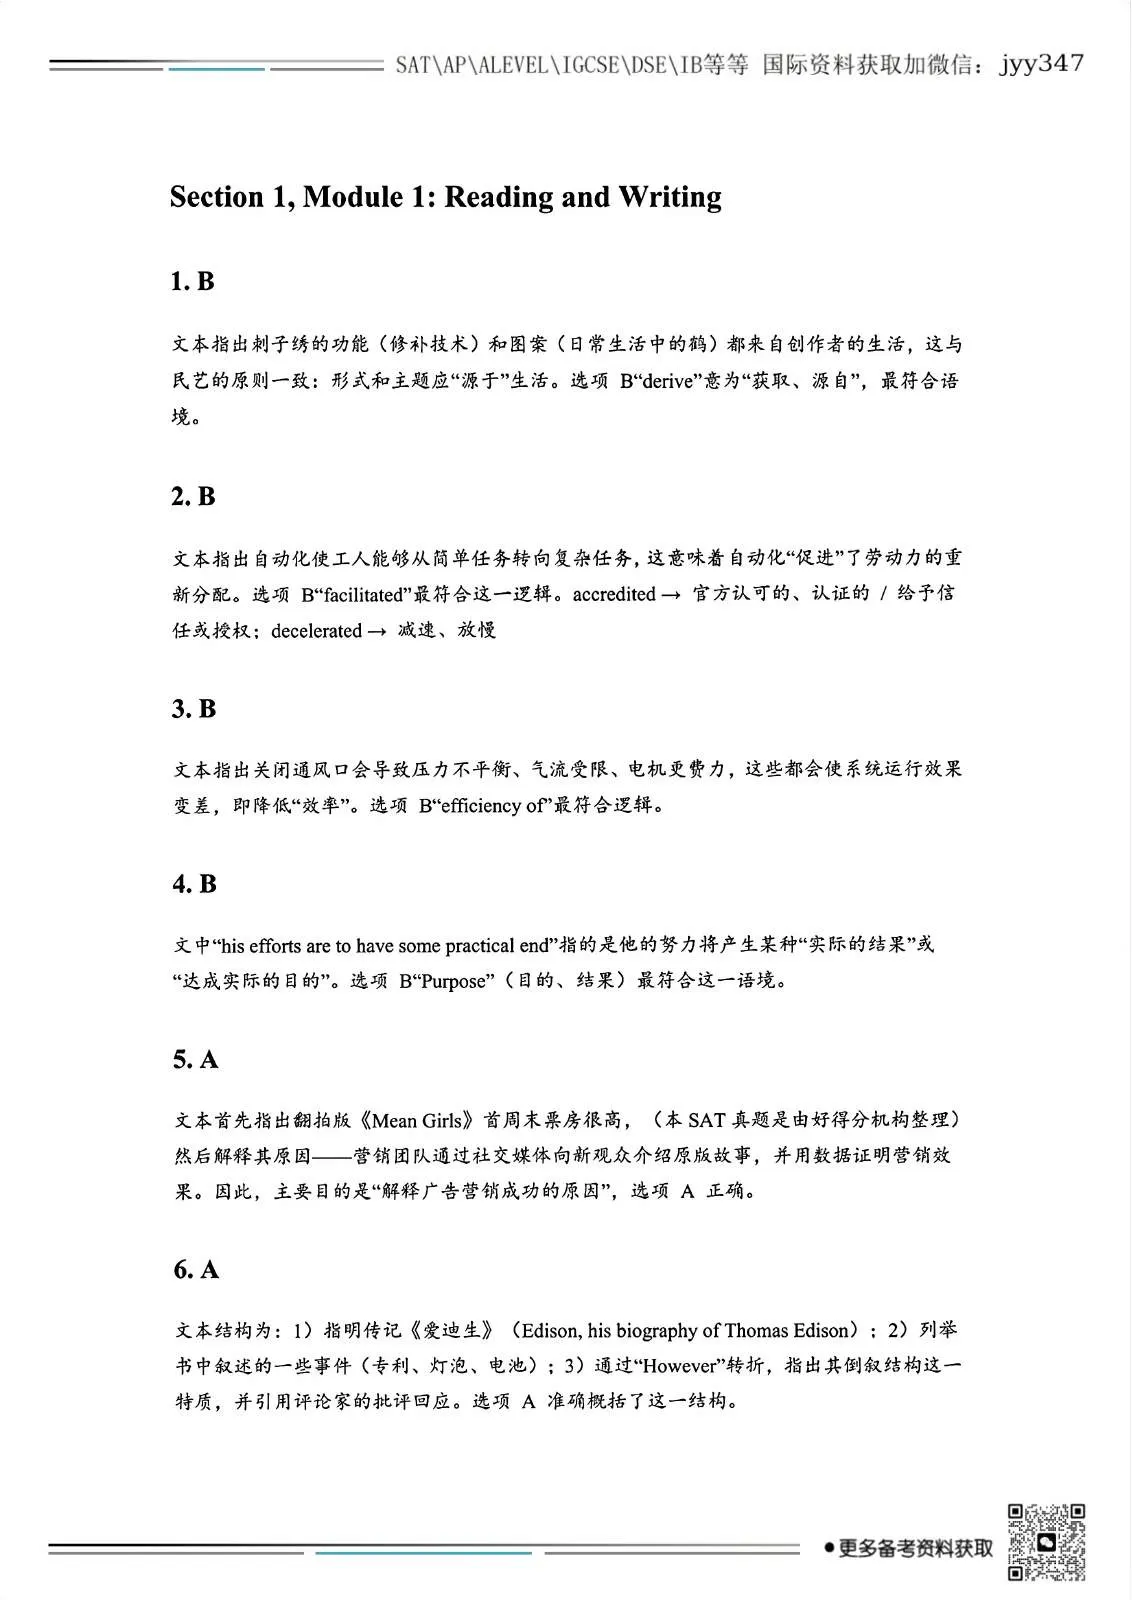 SAT\AP\ALEVEL\IGCSE\DSE\IB等等 国际资料获取加微信：jyy347
Section 1, Module 1: Reading and Writing
1. B
文本指出刺子绣的功能（修补技术）和图案（日常生活中的鹤）都来自创作者的生活，这与
民艺的原则一致：形式和主题应“源于”生活。选项 B“derive”意为“获取、源自”，最符合语
境。
2. B
文本指出自动化使工人能够从简单任务转向复杂任务，这意味着自动化“促进”了劳动力的重
新分配。选项 B“facilitated”最符合这一逻辑。accredited → 官方认可的、认证的 / 给予信
任或授权；decelerated → 减速、放慢
3. B
文本指出关闭通风口会导致压力不平衡、气流受限、电机更费力，这些都会使系统运行效果
变差，即降低“效率”。选项 B“efficiency of”最符合逻辑。
4. B
文中“his efforts are to have some practical end”指的是他的努力将产生某种“实际的结果”或
“达成实际的目的”。选项 B“Purpose”（目的、结果）最符合这一语境。
5. A
文本首先指出翻拍版《Mean Girls》首周末票房很高，（本 SAT 真题是由好得分机构整理）
然后解释其原因——营销团队通过社交媒体向新观众介绍原版故事，并用数据证明营销效
果。因此，主要目的是“解释广告营销成功的原因”，选项 A 正确。
6. A
文本结构为：1）指明传记《爱迪生》（Edison, his biography of Thomas Edison）；2）列举
书中叙述的一些事件（专利、灯泡、电池）；3）通过“However”转折，指出其倒叙结构这一
特质，并引用评论家的批评回应。选项 A 准确概括了这一结构。
●更多备考资料获取